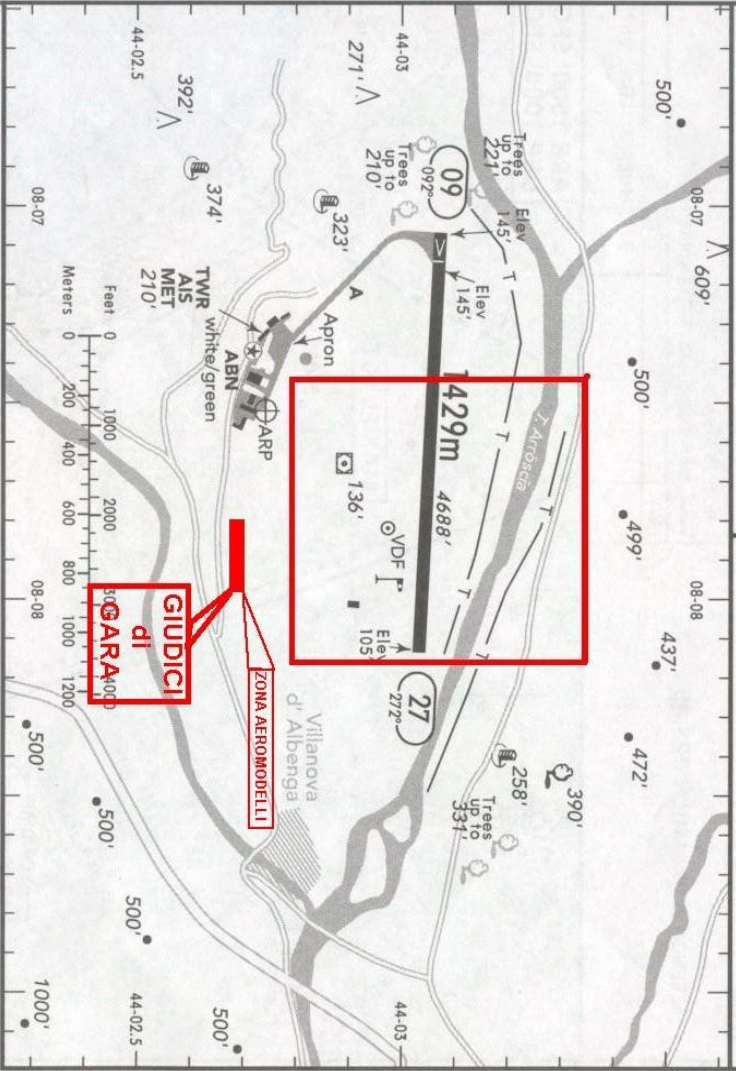 500'
44-03
44-02.5
271'
392'
Trees
up to
221'
09
092°
Trees
up to
210'
374'
08-07
08-07
Elev
145'
323'
609'
Elev
145'
A
TWR
AIS
MET
210'
Apron
white/green
ABN
ARP
Feet
0
1000
2000
4000
Meters
0
200
400
600
800
1000
1200
500'
1429m
4688'
T
T
T
T
T
T. Arroscia
136'
VDF
499'
08-08
08-08
Elev
105'
437'
27
272°
GIUDICI
di
GARA
ZONA AEROMODELLI
Villanova
d' Albenga
472'
258'
390'
Trees
up to
331'
500'
500'
500'
1000'
44-02.5
500'
44-03